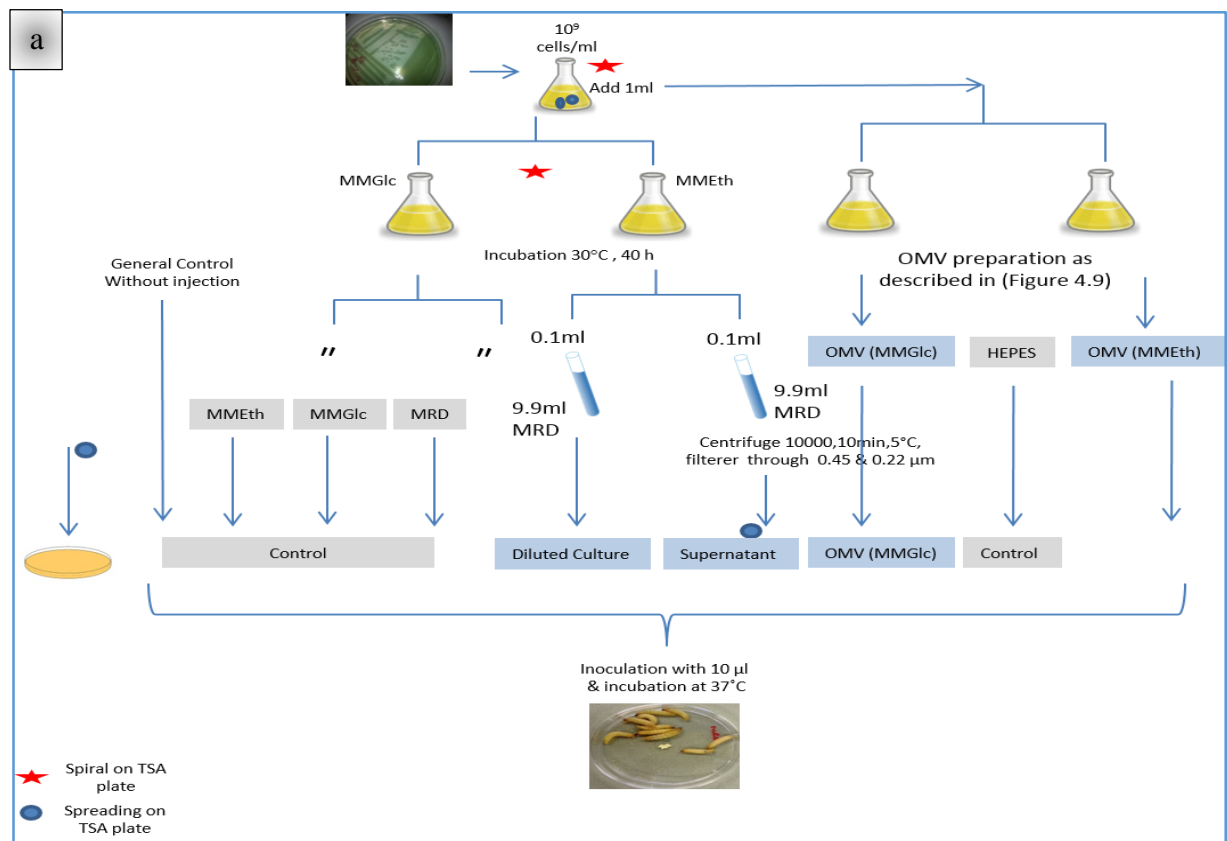 a
10⁹
cells/ml
Add 1ml
MMGlc
MMEth
Incubation 30°C , 40 h
General Control
Without injection
OMV preparation as
described in (Figure 4.9)
〃
〃
0.1ml
0.1ml
OMV (MMGlc)
HEPES
OMV (MMEth)
9.9ml
MRD
9.9ml
MRD
MMEth
MMGlc
MRD
Centrifuge 10000,10min,5°C,
filterer through 0.45 & 0.22 µm
Control
Diluted Culture
Supernatant
OMV (MMGlc)
Control
Inoculation with 10 µl
& incubation at 37˚C
Spiral on TSA
plate
Spreading on
TSA plate